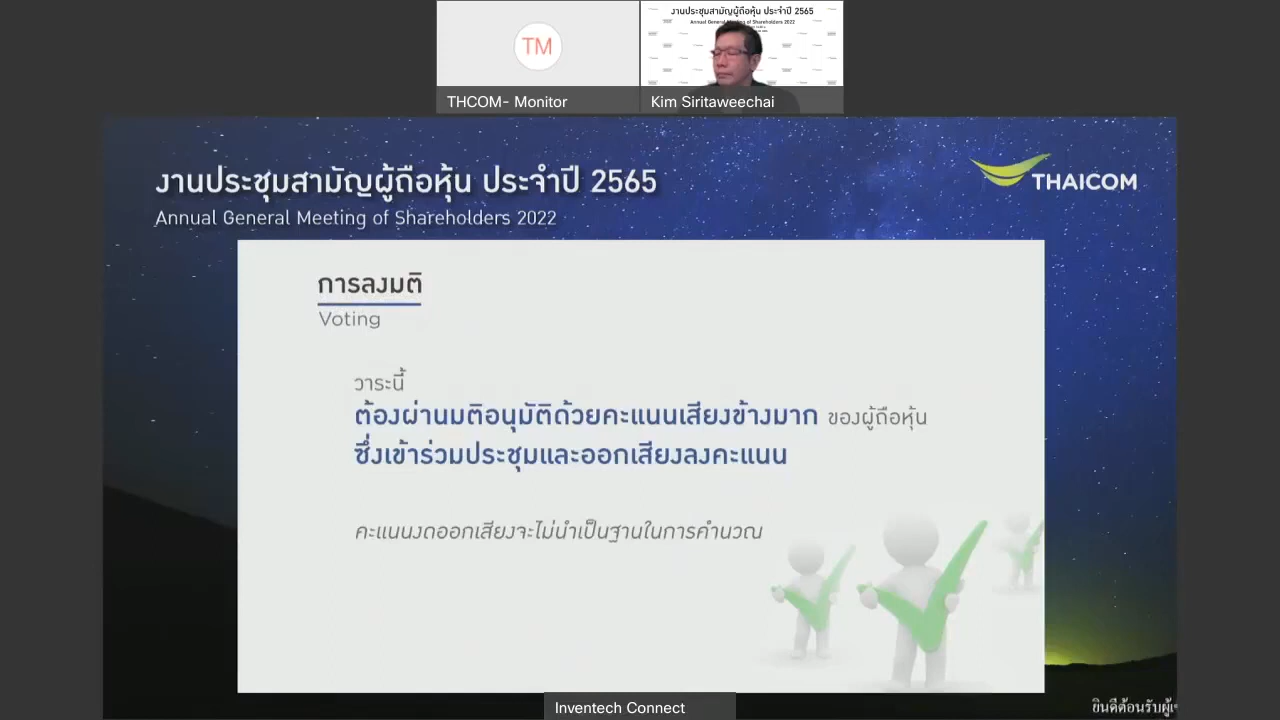 งานประชุมสามัญผู้ถือหุ้น ประจำปี 2565
Annual General Meeting of Shareholders 2022
TM
THCOM- Monitor
Kim Siritaweechai
งานประชุมสามัญผู้ถือหุ้น ประจำปี 2565
Annual General Meeting of Shareholders 2022
THAICOM
การลงมติ
Voting
วาระนี้
ต้องผ่านมติอนุมัติด้วยคะแนนเสียงข้างมาก ของผู้ถือหุ้น
ซึ่งเข้าร่วมประชุมและออกเสียงลงคะแนน
คะแนนงดออกเสียงจะไม่นำเป็นฐานในการคำนวณ
ยินดีต้อนรับผู้เ
Inventech Connect